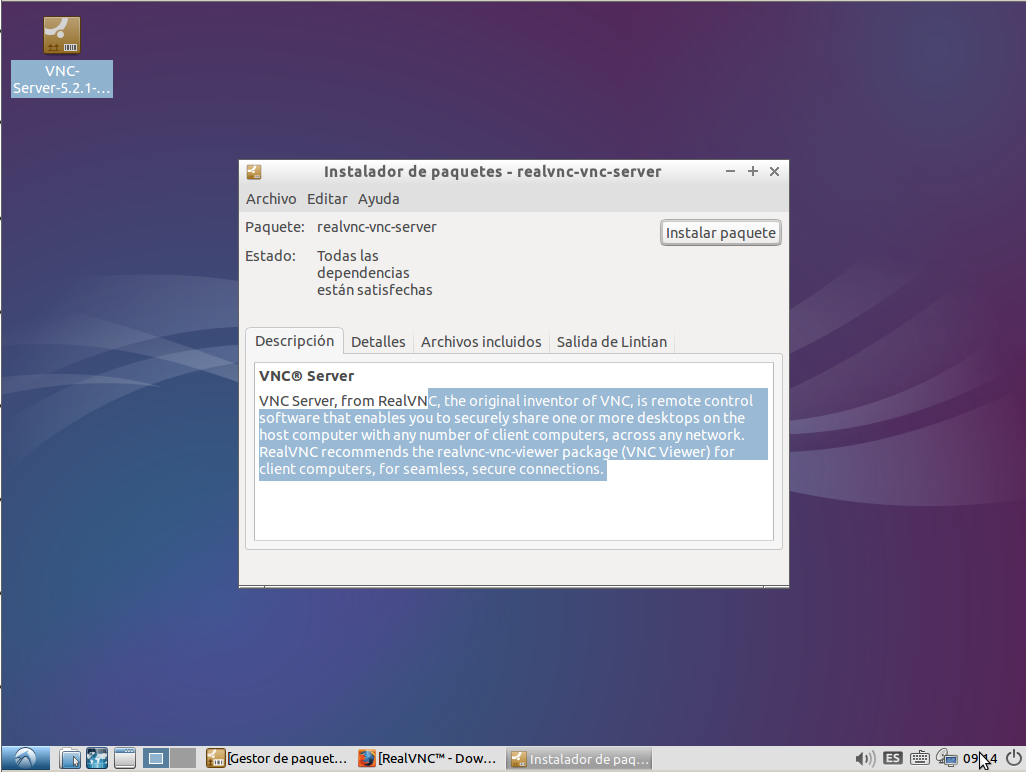 VNC-
Server-5.2.1-...
Instalador de paquetes - realvnc-vnc-server
Archivo Editar Ayuda
Paquete: realvnc-vnc-server
Instalar paquete
Estado: Todas las
dependencias
están satisfechas
Descripción Detalles Archivos incluidos Salida de Lintian
VNC® Server
VNC Server, from RealVNC, the original inventor of VNC, is remote control
software that enables you to securely share one or more desktops on the
host computer with any number of client computers, across any network.
RealVNC recommends the realvnc-vnc-viewer package (VNC Viewer) for
client computers, for seamless, secure connections.
[Gestor de paquet... [RealVNC™ - Dow... Instalador de paq... ES